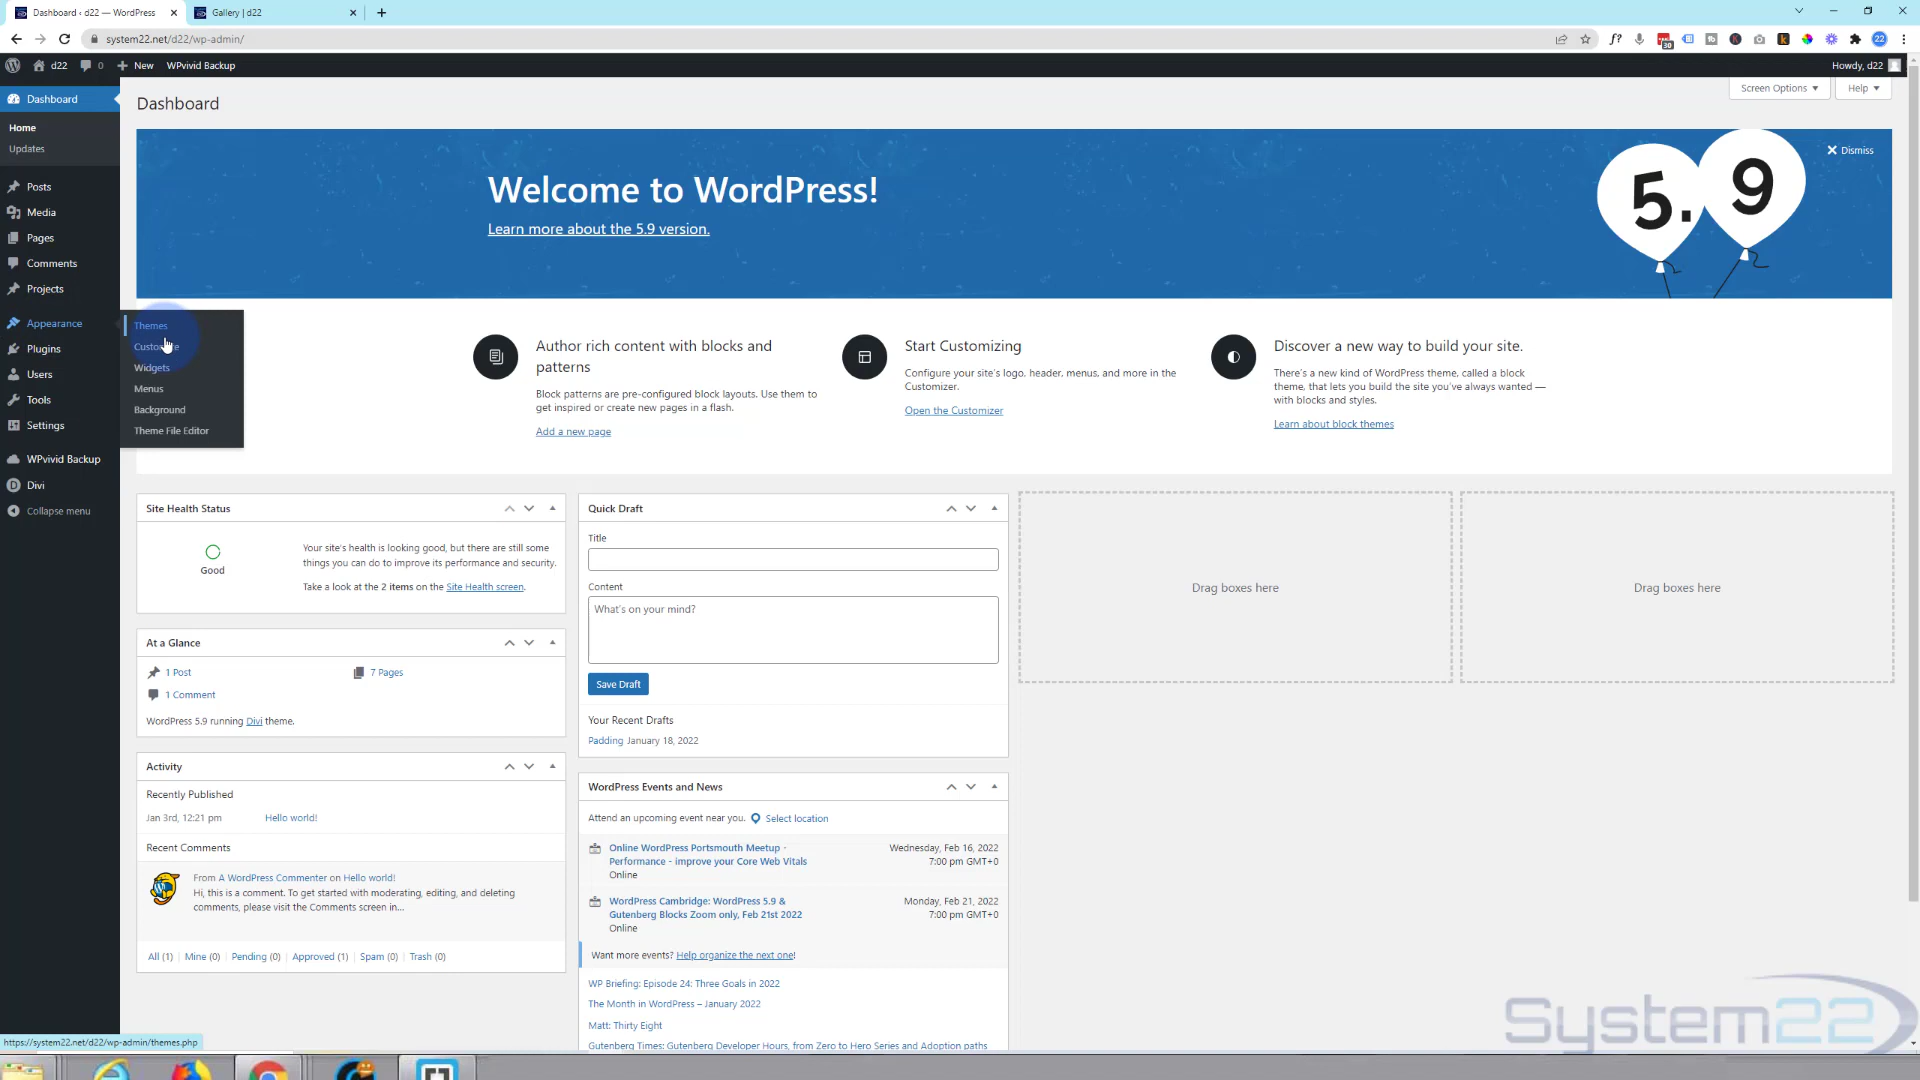 Dashboard ‹ d22 — WordPress
Gallery | d22
system22.net/d22/wp-admin/
f?
30
22
d22
0
New
WPvivid Backup
Howdy, d22
Dashboard
Home
Updates
Posts
Media
Pages
Comments
Projects
Appearance
Plugins
Users
Tools
Settings
WPvivid Backup
Divi
Collapse menu
Themes
Customize
Widgets
Menus
Background
Theme File Editor
Dashboard
Screen Options
Help
Welcome to WordPress!
Learn more about the 5.9 version.
5.9
Dismiss
Author rich content with blocks and
patterns
Block patterns are pre-configured block layouts. Use them to
get inspired or create new pages in a flash.
Add a new page
Start Customizing
Configure your site's logo, header, menus, and more in the
Customizer.
Open the Customizer
Discover a new way to build your site.
There's a new kind of WordPress theme, called a block
theme, that lets you build the site you've always wanted —
with blocks and styles.
Learn about block themes
Site Health Status
Good
Your site's health is looking good, but there are still some
things you can do to improve its performance and security.
Take a look at the 2 items on the Site Health screen.
At a Glance
1 Post
7 Pages
1 Comment
WordPress 5.9 running Divi theme.
Activity
Recently Published
Jan 3rd, 12:21 pm Hello world!
Recent Comments
From A WordPress Commenter on Hello world!
Hi, this is a comment. To get started with moderating, editing, and deleting
comments, please visit the Comments screen in...
All (1) | Mine (0) | Pending (0) | Approved (1) | Spam (0) | Trash (0)
Quick Draft
Title
Content
What's on your mind?
Save Draft
Your Recent Drafts
Padding January 18, 2022
WordPress Events and News
Attend an upcoming event near you. Select location
Online WordPress Portsmouth Meetup -
Performance - improve your Core Web Vitals
Online
Wednesday, Feb 16, 2022
7:00 pm GMT+0
WordPress Cambridge: WordPress 5.9 &
Gutenberg Blocks Zoom only, Feb 21st 2022
Online
Monday, Feb 21, 2022
7:00 pm GMT+0
Want more events? Help organize the next one!
WP Briefing: Episode 24: Three Goals in 2022
The Month in WordPress – January 2022
Matt: Thirty Eight
Gutenberg Times: Gutenberg Developer Hours, from Zero to Hero Series and Adoption paths
Drag boxes here
Drag boxes here
https://system22.net/d22/wp-admin/themes.php
System22